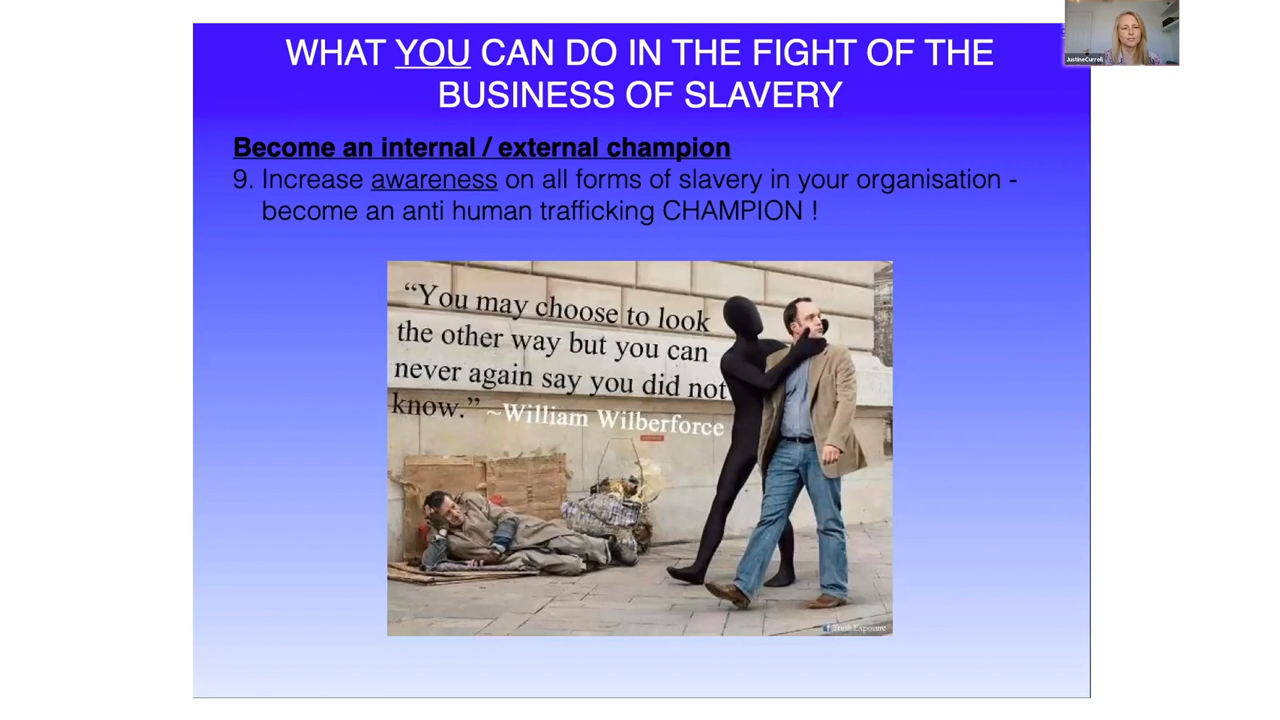 WHAT YOU CAN DO IN THE FIGHT OF THE
BUSINESS OF SLAVERY
JustineCurrell
Become an internal / external champion
9. Increase awareness on all forms of slavery in your organisation -
become an anti human trafficking CHAMPION !
“You may choose to look
the other way but you can
never again say you did not
know.” ~William Wilberforce
Truth Exposure